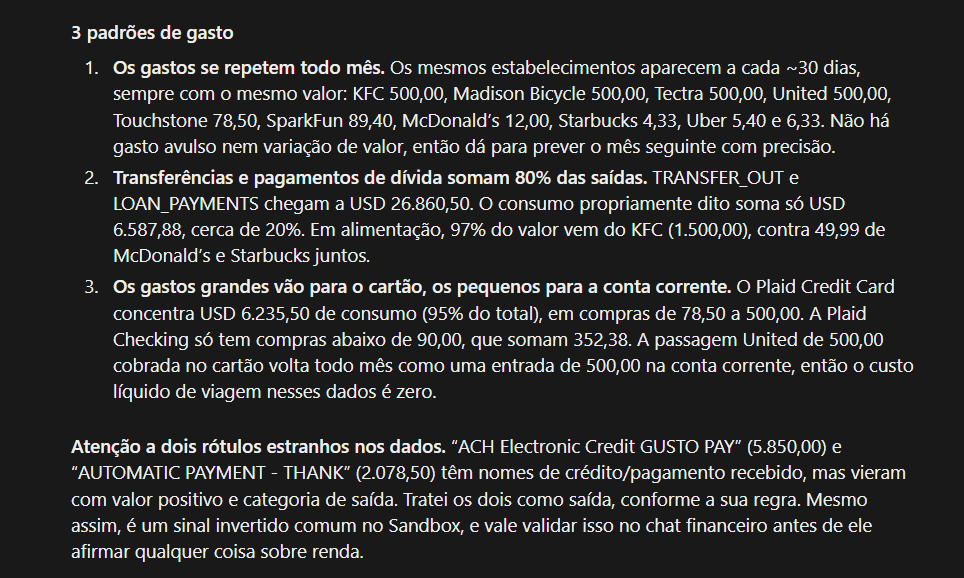 3 padrões de gasto
1. Os gastos se repetem todo mês. Os mesmos estabelecimentos aparecem a cada ~30 dias,
sempre com o mesmo valor: KFC 500,00, Madison Bicycle 500,00, Tectra 500,00, United 500,00,
Touchstone 78,50, SparkFun 89,40, McDonald’s 12,00, Starbucks 4,33, Uber 5,40 e 6,33. Não há
gasto avulso nem variação de valor, então dá para prever o mês seguinte com precisão.
2. Transferências e pagamentos de dívida somam 80% das saídas. TRANSFER_OUT e
LOAN_PAYMENTS chegam a USD 26.860,50. O consumo propriamente dito soma só USD
6.587,88, cerca de 20%. Em alimentação, 97% do valor vem do KFC (1.500,00), contra 49,99 de
McDonald’s e Starbucks juntos.
3. Os gastos grandes vão para o cartão, os pequenos para a conta corrente. O Plaid Credit Card
concentra USD 6.235,50 de consumo (95% do total), em compras de 78,50 a 500,00. A Plaid
Checking só tem compras abaixo de 90,00, que somam 352,38. A passagem United de 500,00
cobrada no cartão volta todo mês como uma entrada de 500,00 na conta corrente, então o custo
líquido de viagem nesses dados é zero.
Atenção a dois rótulos estranhos nos dados. “ACH Electronic Credit GUSTO PAY” (5.850,00) e
“AUTOMATIC PAYMENT - THANK” (2.078,50) têm nomes de crédito/pagamento recebido, mas vieram
com valor positivo e categoria de saída. Tratei os dois como saída, conforme a sua regra. Mesmo
assim, é um sinal invertido comum no Sandbox, e vale validar isso no chat financeiro antes de ele
afirmar qualquer coisa sobre renda.